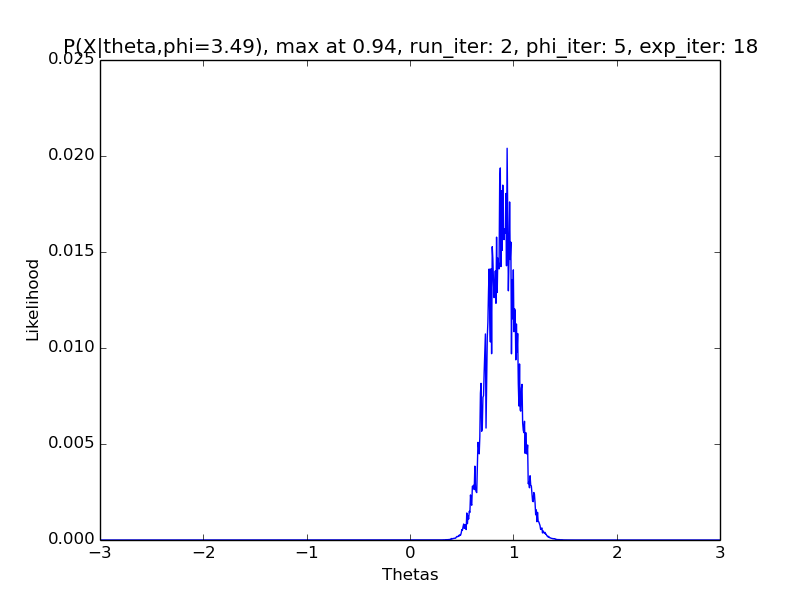 P(X|theta,phi=3.49), max at 0.94, run_iter: 2, phi_iter: 5, exp_iter: 18
0.025
0.020
0.015
0.010
0.005
0.000
Likelihood
−3 −2 −1 0 1 2 3
Thetas